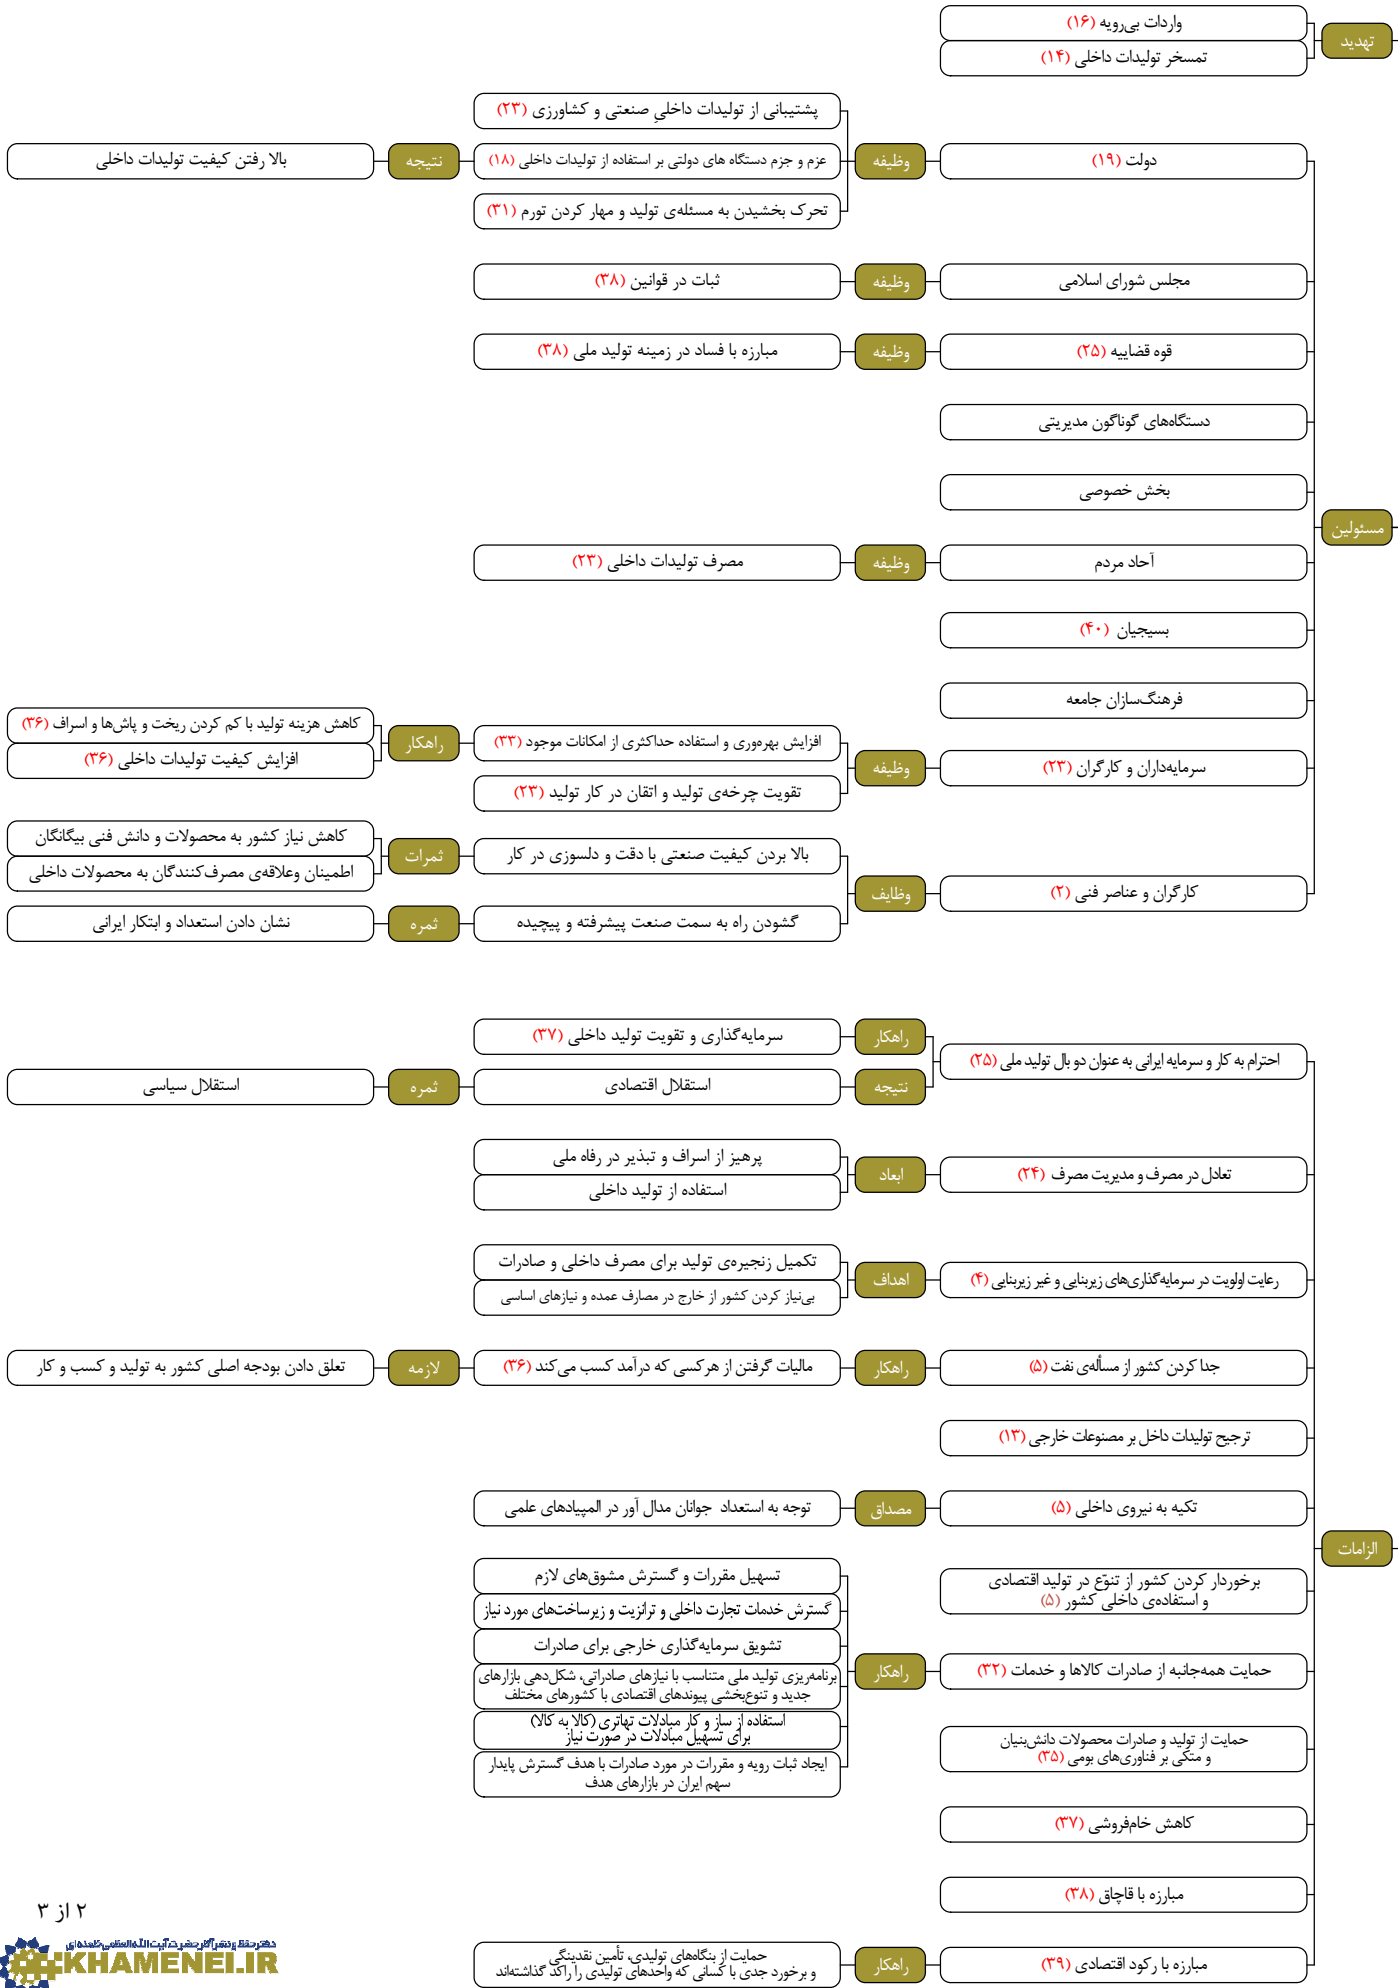 تهدید
واردات بی‌رویه (۱۶)
تمسخر تولیدات داخلی (۱۴)
مسئولین
دولت (۱۹)
وظیفه
پشتیبانی از تولیدات داخلیِ صنعتی و کشاورزی (۲۳)
عزم و جزم دستگاه های دولتی بر استفاده از تولیدات داخلی (۱۸)
نتیجه
بالا رفتن کیفیت تولیدات داخلی
تحرک بخشیدن به مسئله‌ی تولید و مهار کردن تورم (۳۱)
مجلس شورای اسلامی
وظیفه
ثبات در قوانین (۳۸)
قوه قضاییه (۲۵)
وظیفه
مبارزه با فساد در زمینه تولید ملی (۳۸)
دستگاه‌های گوناگون مدیریتی
بخش خصوصی
آحاد مردم
وظیفه
مصرف تولیدات داخلی (۲۳)
بسیجیان (۴۰)
فرهنگ‌سازان جامعه
سرمایه‌داران و کارگران (۲۳)
وظیفه
افزایش بهره‌وری و استفاده حداکثری از امکانات موجود (۳۳)
راهکار
کاهش هزینه تولید با کم کردن ریخت و پاش‌ها و اسراف (۳۶)
افزایش کیفیت تولیدات داخلی (۳۶)
تقویت چرخه‌ی تولید و اتقان در کار تولید (۲۳)
کارگران و عناصر فنی (۲)
وظایف
بالا بردن کیفیت صنعتی با دقت و دلسوزی در کار
ثمرات
کاهش نیاز کشور به محصولات و دانش فنی بیگانگان
اطمینان وعلاقه‌ی مصرف‌کنندگان به محصولات داخلی
گشودن راه به سمت صنعت پیشرفته و پیچیده
ثمره
نشان دادن استعداد و ابتکار ایرانی
الزامات
احترام به کار و سرمایه ایرانی به عنوان دو بال تولید ملی (۲۵)
راهکار
سرمایه‌گذاری و تقویت تولید داخلی (۳۷)
نتیجه
استقلال اقتصادی
ثمره
استقلال سیاسی
تعادل در مصرف و مدیریت مصرف (۲۴)
ابعاد
پرهیز از اسراف و تبذیر در رفاه ملی
استفاده از تولید داخلی
رعایت اولویت در سرمایه‌گذاری‌های زیربنایی و غیر زیربنایی (۴)
اهداف
تکمیل زنجیره‌ی تولید برای مصرف داخلی و صادرات
بی‌نیاز کردن کشور از خارج در مصارف عمده و نیازهای اساسی
جدا کردن کشور از مسأله‌ی نفت (۵)
راهکار
مالیات گرفتن از هرکسی که درآمد کسب می‌کند (۳۶)
لازمه
تعلق دادن بودجه اصلی کشور به تولید و کسب و کار
ترجیح تولیدات داخل بر مصنوعات خارجی (۱۳)
تکیه به نیروی داخلی (۵)
مصداق
توجه به استعداد جوانان مدال آور در المپیادهای علمی
برخوردار کردن کشور از تنوّع در تولید اقتصادی
و استفاده‌ی داخلی کشور (۵)
حمایت همه‌جانبه از صادرات کالاها و خدمات (۳۲)
راهکار
تسهیل مقررات و گسترش مشوق‌های لازم
گسترش خدمات تجارت داخلی و ترانزیت و زیرساخت‌های مورد نیاز
تشویق سرمایه‌گذاری خارجی برای صادرات
برنامه‌ریزی تولید ملی متناسب با نیازهای صادراتی، شکل‌دهی بازارهای
جدید و تنوع‌بخشی پیوندهای اقتصادی با کشورهای مختلف
استفاده از ساز و کار مبادلات تهاتری (کالا به کالا)
برای تسهیل مبادلات در صورت نیاز
ایجاد ثبات رویه و مقررات در مورد صادرات با هدف گسترش پایدار
سهم ایران در بازارهای هدف
حمایت از تولید و صادرات محصولات دانش‌بنیان
و متکی بر فناوری‌های بومی (۳۵)
کاهش خام‌فروشی (۳۷)
مبارزه با قاچاق (۳۸)
مبارزه با رکود اقتصادی (۳۹)
راهکار
حمایت از بنگاه‌های تولیدی، تأمین نقدینگی
و برخورد جدی با کسانی که واحدهای تولیدی را راکد گذاشته‌اند
۲ از ۳
دفتر حفظ و نشر آثار حضرت آیت‌الله‌العظمی خامنه‌ای
KHAMENEI.IR